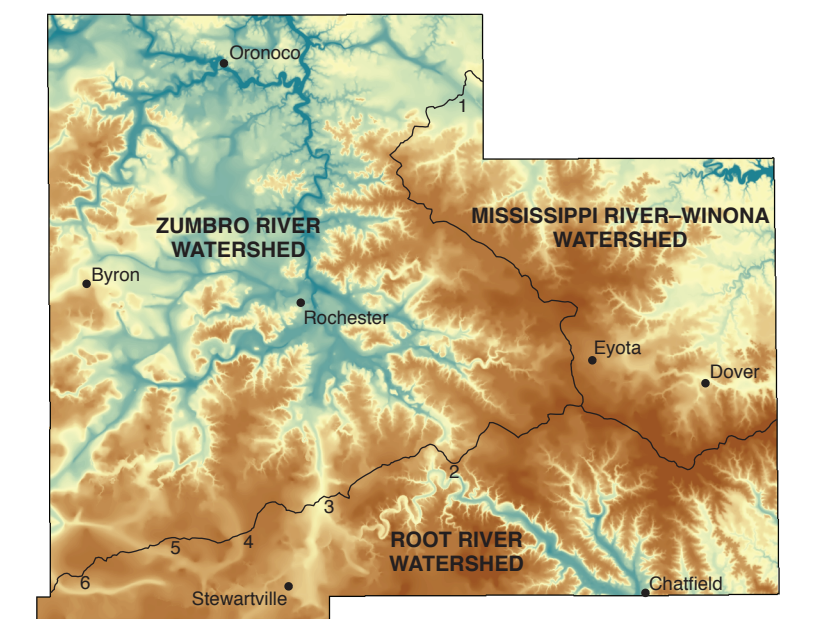 Oronoco
1
ZUMBRO RIVER
WATERSHED
MISSISSIPPI RIVER–WINONA
WATERSHED
Byron
Rochester
Eyota
Dover
2
3
4
5
6
ROOT RIVER
WATERSHED
Stewartville
Chatfield